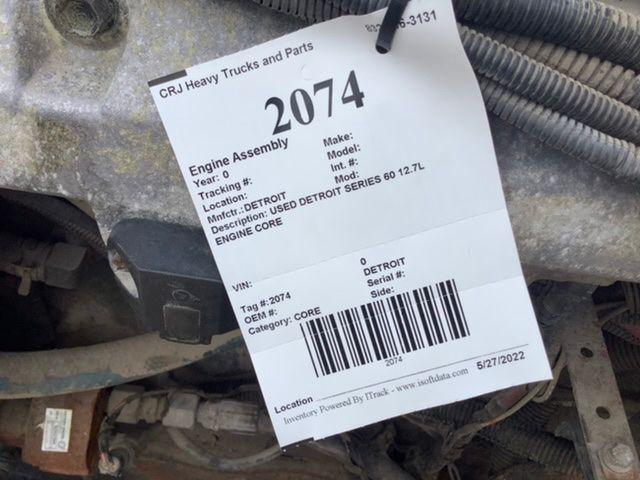 CRJ Heavy Trucks and Parts
2074
Engine Assembly
Year: 0 Make:
Tracking #: Model:
Location: Int. #:
Mnfctr.: DETROIT Mod:
Description: USED DETROIT SERIES 60 12.7L
ENGINE CORE
VIN: 0
DETROIT
Tag #: 2074 Serial #:
OEM #: Side:
Category: CORE
2074
Location
5/27/2022
Inventory Powered By ITrack - www.isoftdata.com